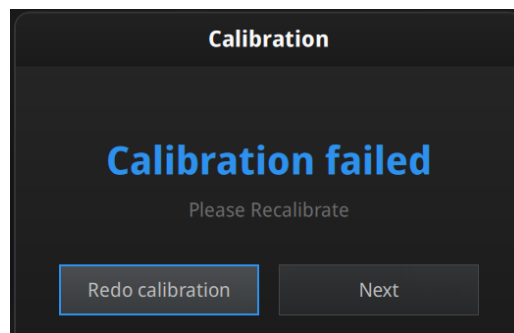 Calibration
Calibration failed
Please Recalibrate
Redo calibration
Next